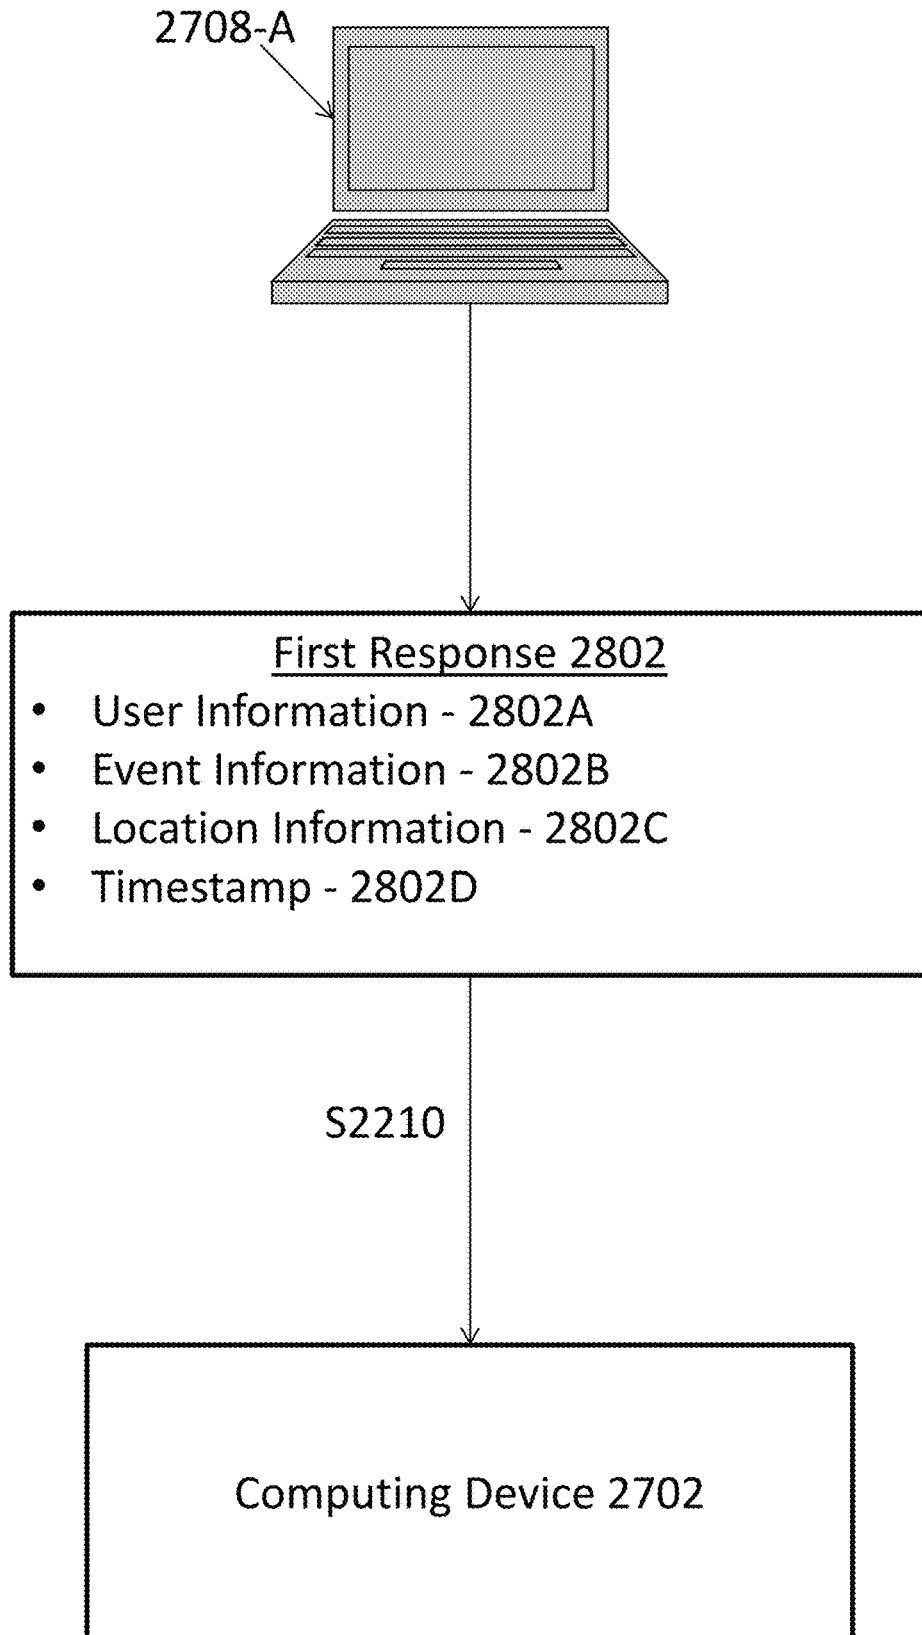 2708-A
First Response 2802
• User Information - 2802A
• Event Information - 2802B
• Location Information - 2802C
• Timestamp - 2802D
S2210
Computing Device 2702